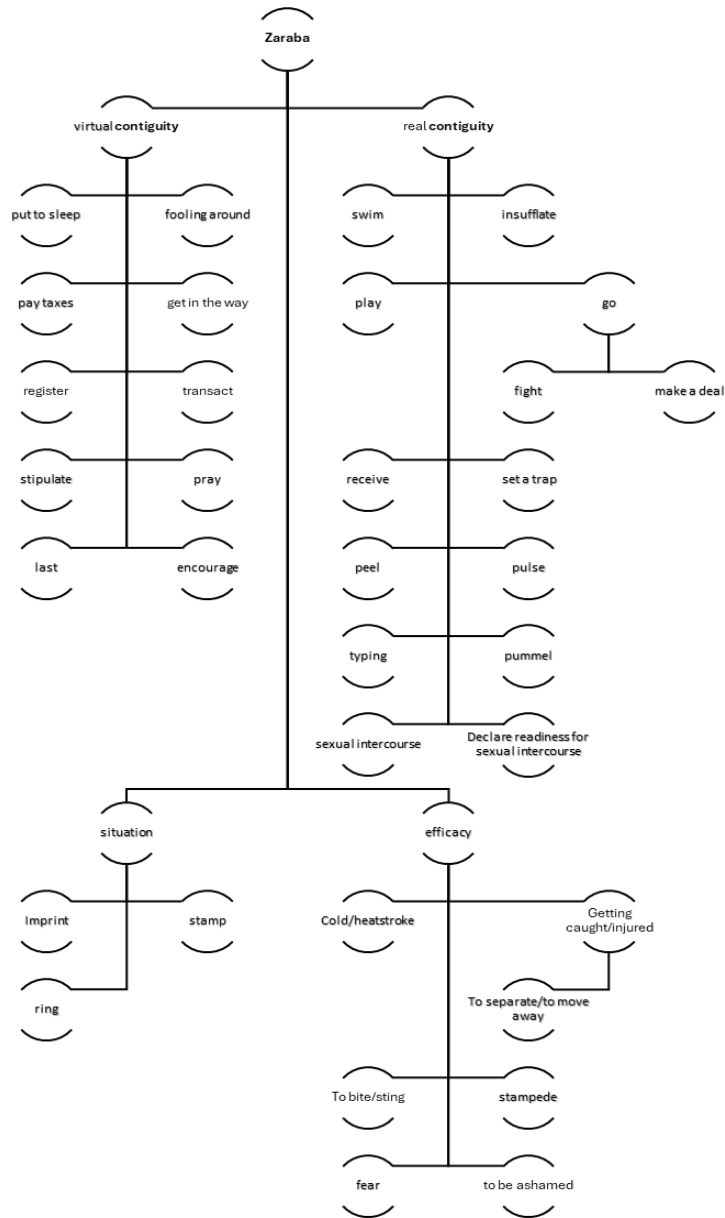 Zaraba
virtual contiguity
real contiguity
put to sleep
fooling around
swim
insufflate
pay taxes
get in the way
play
go
register
transact
fight
make a deal
stipulate
pray
receive
set a trap
last
encourage
peel
pulse
typing
pummel
sexual intercourse
Declare readiness for
sexual intercourse
situation
efficacy
Imprint
stamp
Cold/heatstroke
Getting
caught/injured
ring
To separate/to move
away
To bite/sting
stampede
fear
to be ashamed